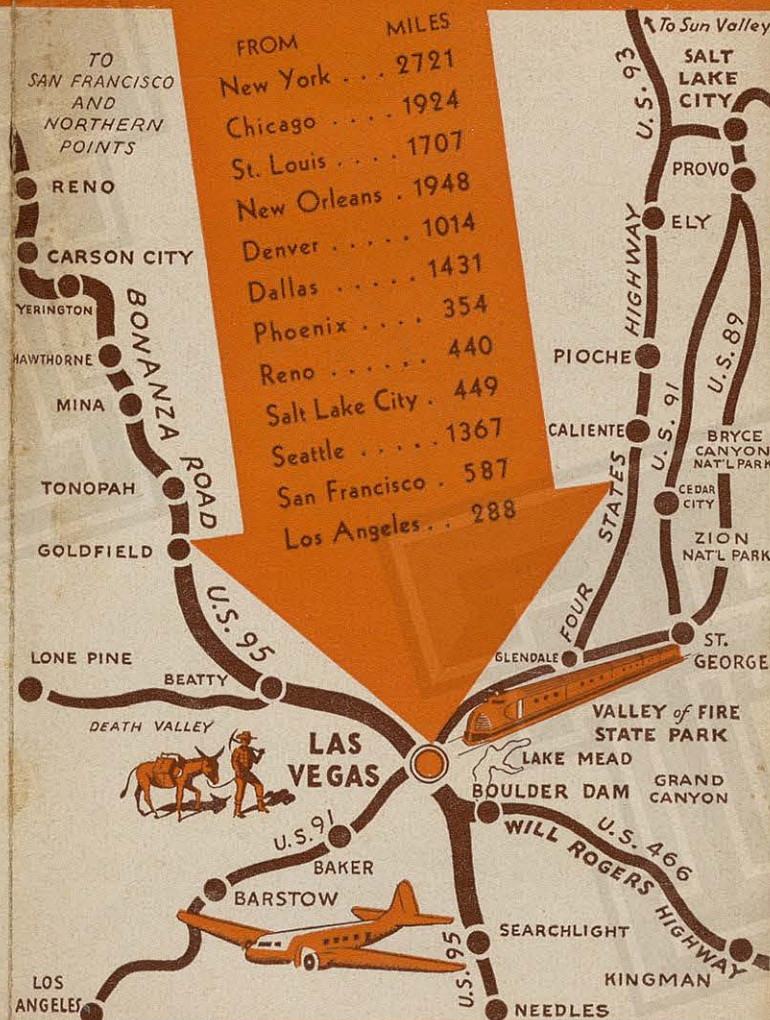 FROM MILES
New York . . . 2721
Chicago . . . . 1924
St. Louis . . . . 1707
New Orleans . 1948
Denver . . . . . 1014
Dallas . . . . . . 1431
Phoenix . . . . 354
Reno . . . . . . 440
Salt Lake City . 449
Seattle . . . . . 1367
San Francisco . 587
Los Angeles . . 288
TO
SAN FRANCISCO
AND
NORTHERN
POINTS
RENO
CARSON CITY
YERINGTON
HAWTHORNE
MINA
TONOPAH
GOLDFIELD
BONANZA ROAD
U.S. 95
LONE PINE
BEATTY
DEATH VALLEY
LAS
VEGAS
U.S. 91
BAKER
BARSTOW
LOS
ANGELES
To Sun Valley
U.S. 93
SALT
LAKE
CITY
PROVO
ELY
PIOCHE
CALIENTE
FOUR STATES HIGHWAY
U.S. 91
U.S. 89
BRYCE
CANYON
NAT'L PARK
CEDAR
CITY
ZION
NAT'L PARK
GLENDALE
ST.
GEORGE
VALLEY of FIRE
STATE PARK
LAKE MEAD
BOULDER DAM
GRAND
CANYON
U.S. 466
WILL ROGERS HIGHWAY
SEARCHLIGHT
KINGMAN
U.S. 95
NEEDLES